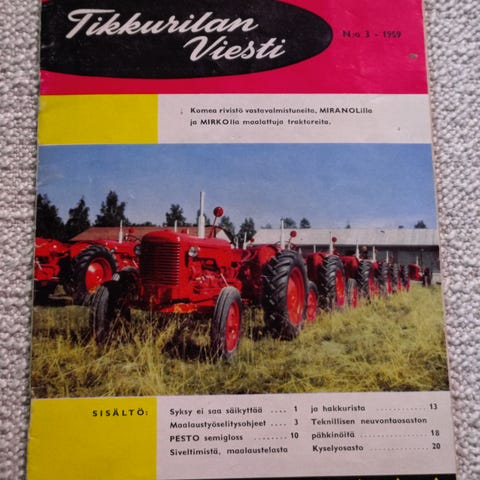 Tikkurilan
Viesti
N:o 3 - 1959
Komea rivistö vastavalmistuneita, MIRANOLilla
ja MIRKOlla maalattuja traktoreita.
SISÄLTÖ:
Syksy ei saa säikyttää .... 1
Maalaustyöselitysohjeet .... 3
PESTO semigloss ........ 10
Siveltimistä, maalaustelasta
ja hakkurista ............ 13
Teknillisen neuvontaosaston
pähkinöitä ............ 18
Kyselyosasto ............ 20